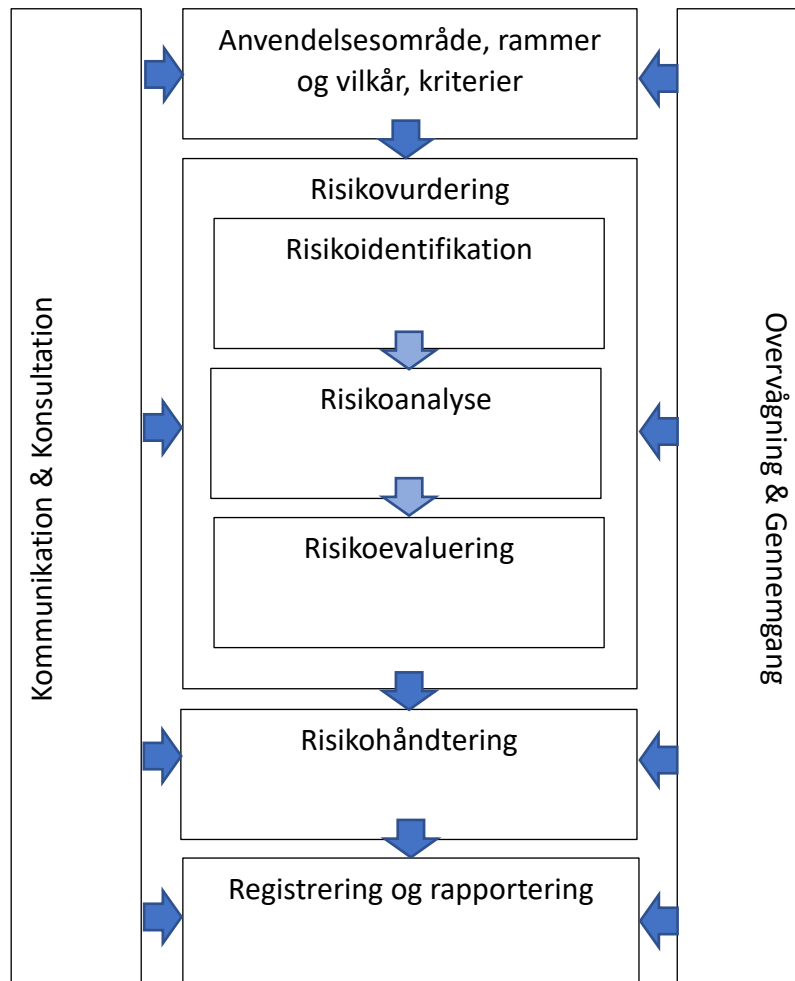 Anvendelsesområde, rammer
og vilkår, kriterier
Risikovurdering
Risikoidentifikation
Risikoanalyse
Risikoevaluering
Risikohåndtering
Registrering og rapportering
Kommunikation & Konsultation
Overvågning & Gennemgang